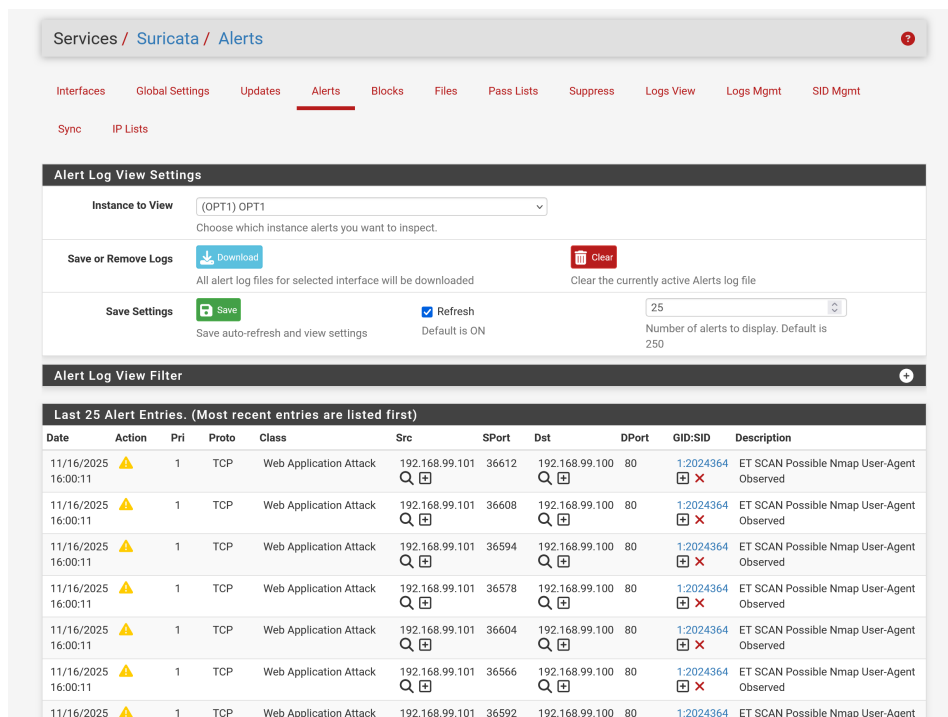 Services / Suricata / Alerts
?
Interfaces Global Settings Updates Alerts Blocks Files Pass Lists Suppress Logs View Logs Mgmt SID Mgmt
Sync IP Lists
Alert Log View Settings
Instance to View (OPT1) OPT1
Choose which instance alerts you want to inspect.
Save or Remove Logs Download Clear
All alert log files for selected interface will be downloaded Clear the currently active Alerts log file
Save Settings Save Refresh 25
Save auto-refresh and view settings Default is ON Number of alerts to display. Default is
250
Alert Log View Filter
Last 25 Alert Entries. (Most recent entries are listed first)
Date Action Pri Proto Class Src SPort Dst DPort GID:SID Description
11/16/2025 1 TCP Web Application Attack 192.168.99.101 36612 192.168.99.100 80 1:2024364 ET SCAN Possible Nmap User-Agent
16:00:11 Observed
11/16/2025 1 TCP Web Application Attack 192.168.99.101 36608 192.168.99.100 80 1:2024364 ET SCAN Possible Nmap User-Agent
16:00:11 Observed
11/16/2025 1 TCP Web Application Attack 192.168.99.101 36594 192.168.99.100 80 1:2024364 ET SCAN Possible Nmap User-Agent
16:00:11 Observed
11/16/2025 1 TCP Web Application Attack 192.168.99.101 36578 192.168.99.100 80 1:2024364 ET SCAN Possible Nmap User-Agent
16:00:11 Observed
11/16/2025 1 TCP Web Application Attack 192.168.99.101 36604 192.168.99.100 80 1:2024364 ET SCAN Possible Nmap User-Agent
16:00:11 Observed
11/16/2025 1 TCP Web Application Attack 192.168.99.101 36566 192.168.99.100 80 1:2024364 ET SCAN Possible Nmap User-Agent
16:00:11 Observed
11/16/2025 1 TCP Web Application Attack 192.168.99.101 36592 192.168.99.100 80 1:2024364 ET SCAN Possible Nmap User-Agent